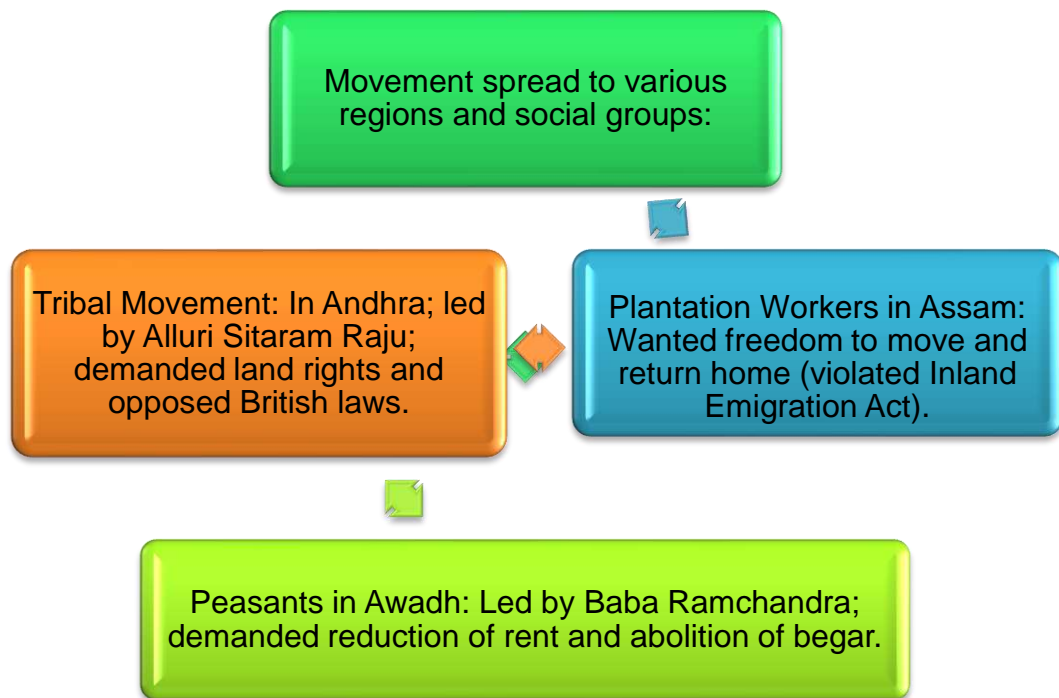 Movement spread to various
regions and social groups:
Tribal Movement: In Andhra; led
by Alluri Sitaram Raju;
demanded land rights and
opposed British laws.
Plantation Workers in Assam:
Wanted freedom to move and
return home (violated Inland
Emigration Act).
Peasants in Awadh: Led by Baba Ramchandra;
demanded reduction of rent and abolition of begar.